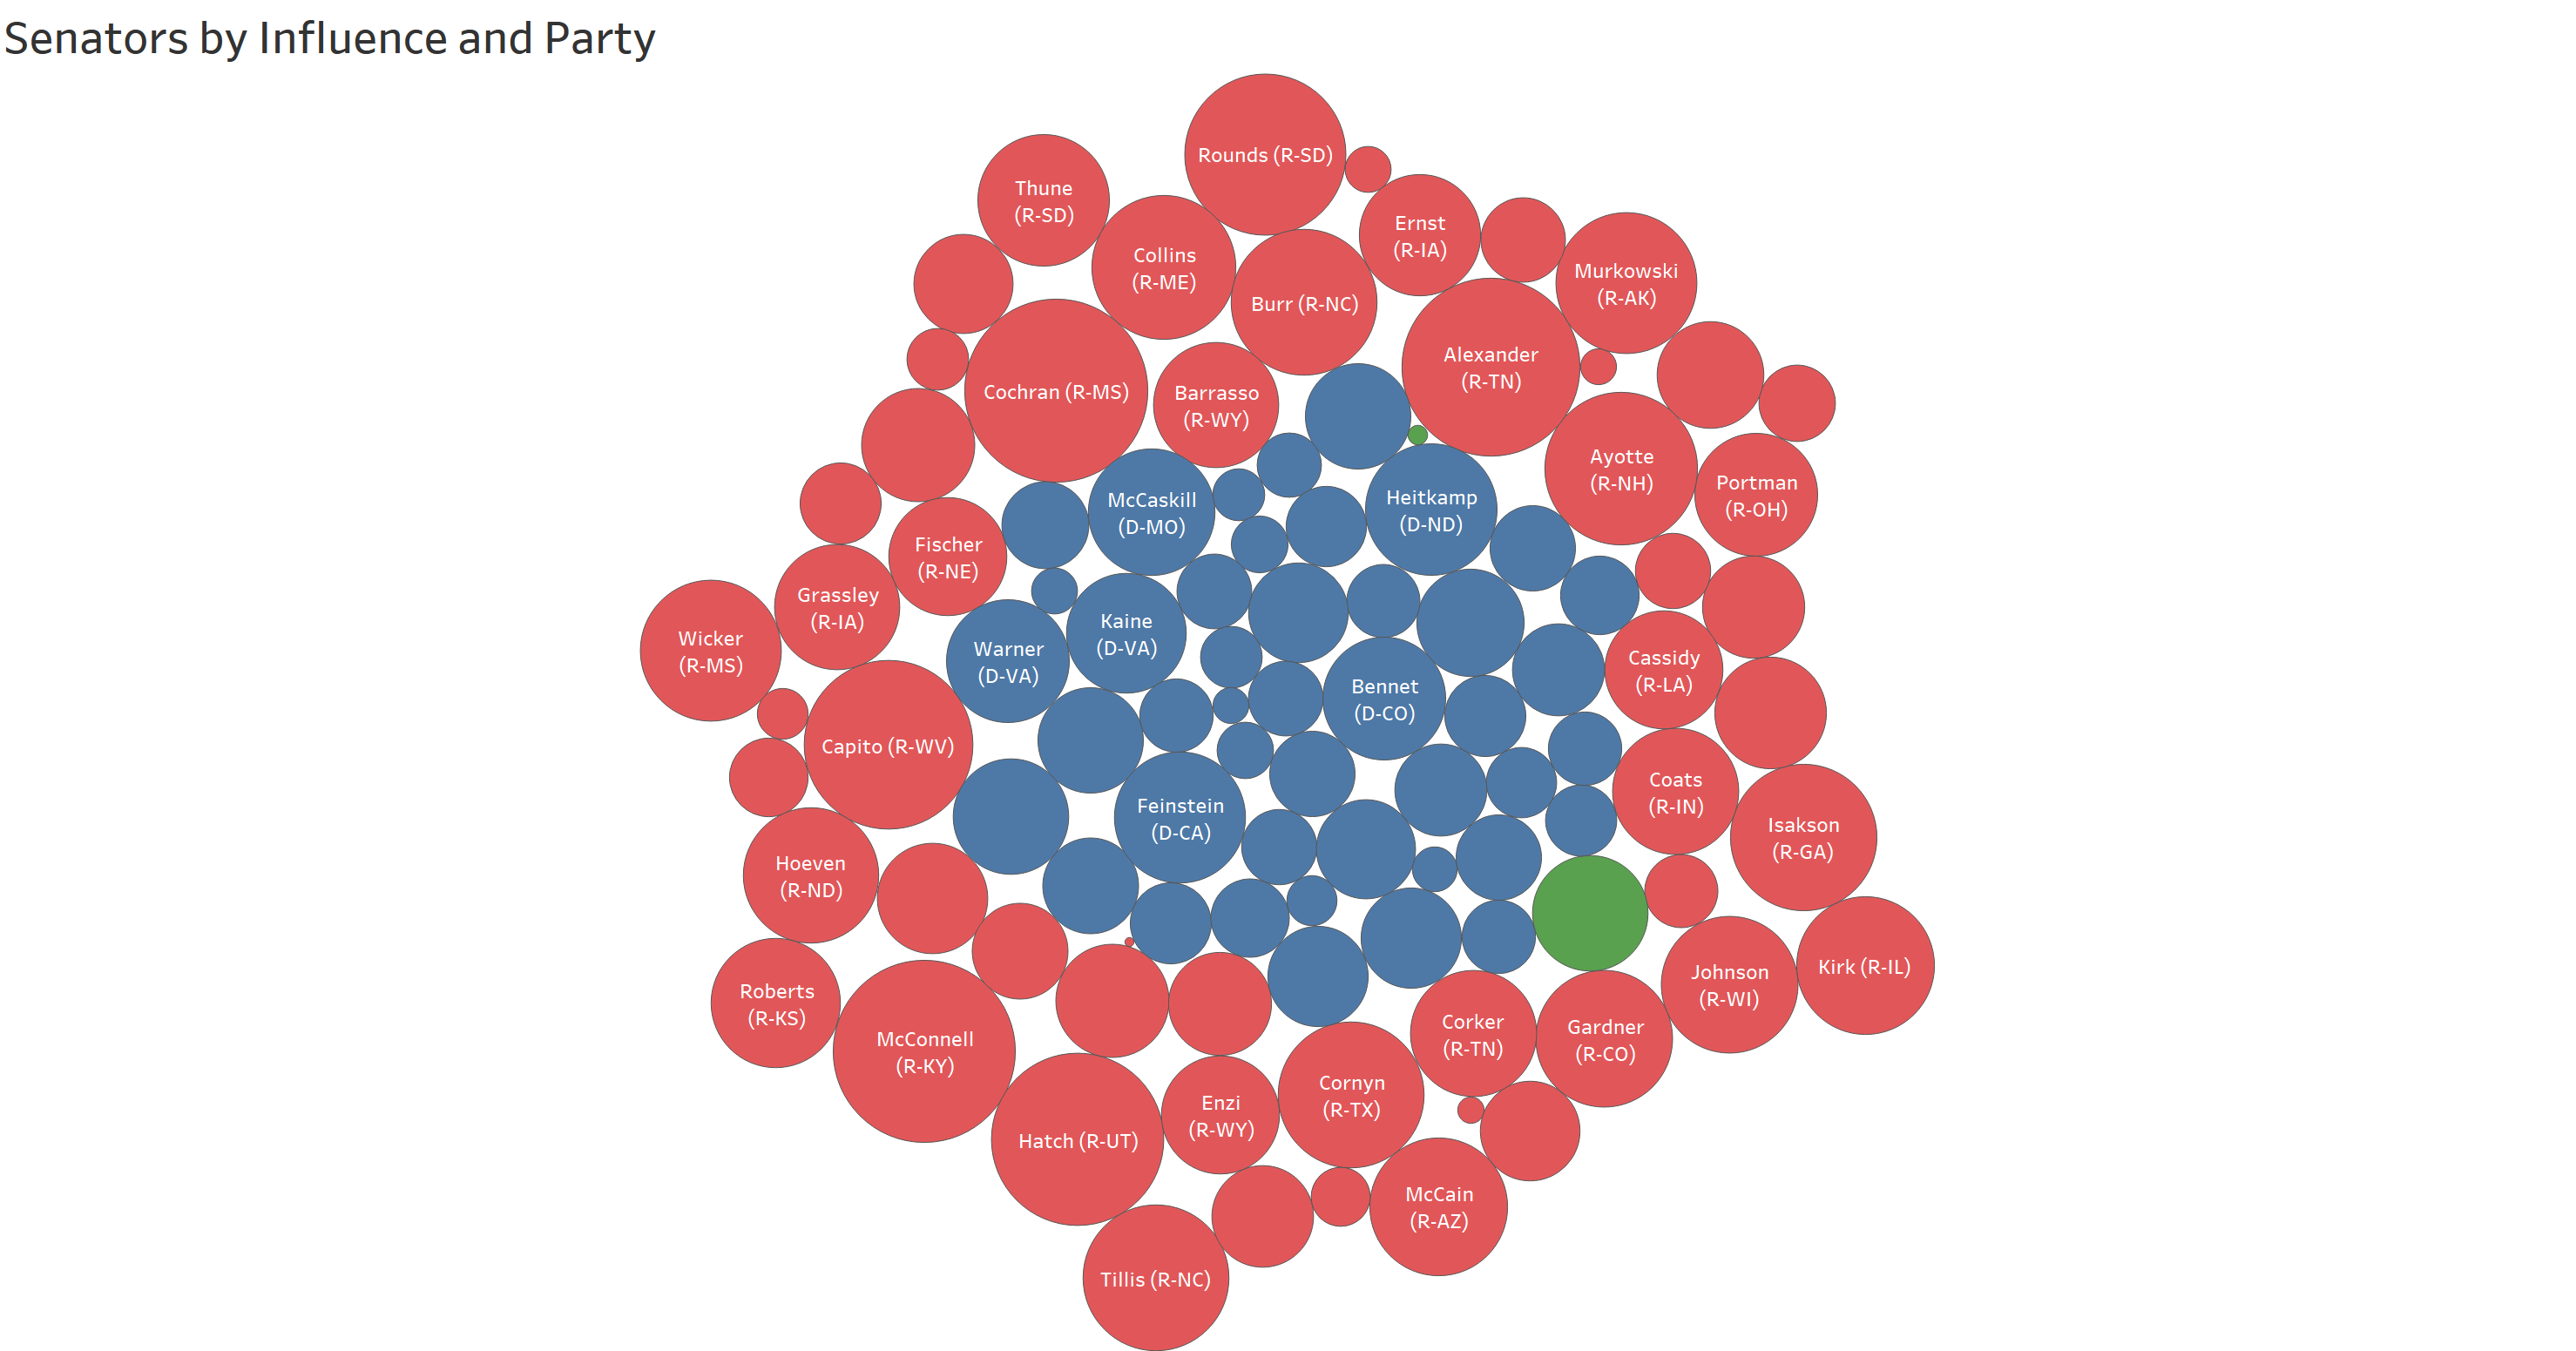 Senators by Influence and Party
Rounds (R-SD)
Thune
(R-SD)
Ernst
(R-IA)
Collins
(R-ME)
Murkowski
(R-AK)
Burr (R-NC)
Alexander
(R-TN)
Cochran (R-MS)
Barrasso
(R-WY)
Ayotte
(R-NH)
Portman
(R-OH)
McCaskill
(D-MO)
Heitkamp
(D-ND)
Fischer
(R-NE)
Grassley
(R-IA)
Wicker
(R-MS)
Kaine
(D-VA)
Warner
(D-VA)
Cassidy
(R-LA)
Bennet
(D-CO)
Capito (R-WV)
Coats
(R-IN)
Feinstein
(D-CA)
Isakson
(R-GA)
Hoeven
(R-ND)
Kirk (R-IL)
Johnson
(R-WI)
Roberts
(R-KS)
Corker
(R-TN)
Gardner
(R-CO)
McConnell
(R-KY)
Cornyn
(R-TX)
Enzi
(R-WY)
Hatch (R-UT)
McCain
(R-AZ)
Tillis (R-NC)